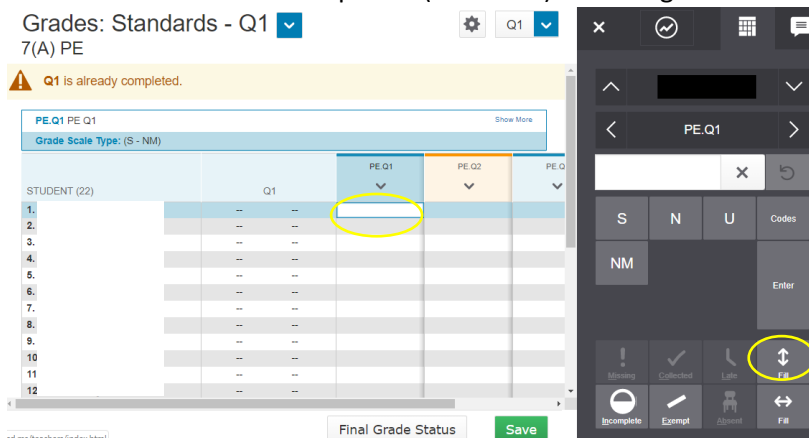 Grades: Standards - Q1
Q1
7(A) PE
Q1 is already completed.
PE.Q1 PE Q1 Show More
Grade Scale Type: (S - NM)
STUDENT (22) Q1 PE.Q1 PE.Q2 PE.Q
1. -- --
2. -- --
3. -- --
4. -- --
5. -- --
6. -- --
7. -- --
8. -- --
9. -- --
10 -- --
11 -- --
12 -- --
Final Grade Status Save
PE.Q1
S N U Codes
NM
Enter
Missing Collected Late Fill
Incomplete Exempt Absent Fill